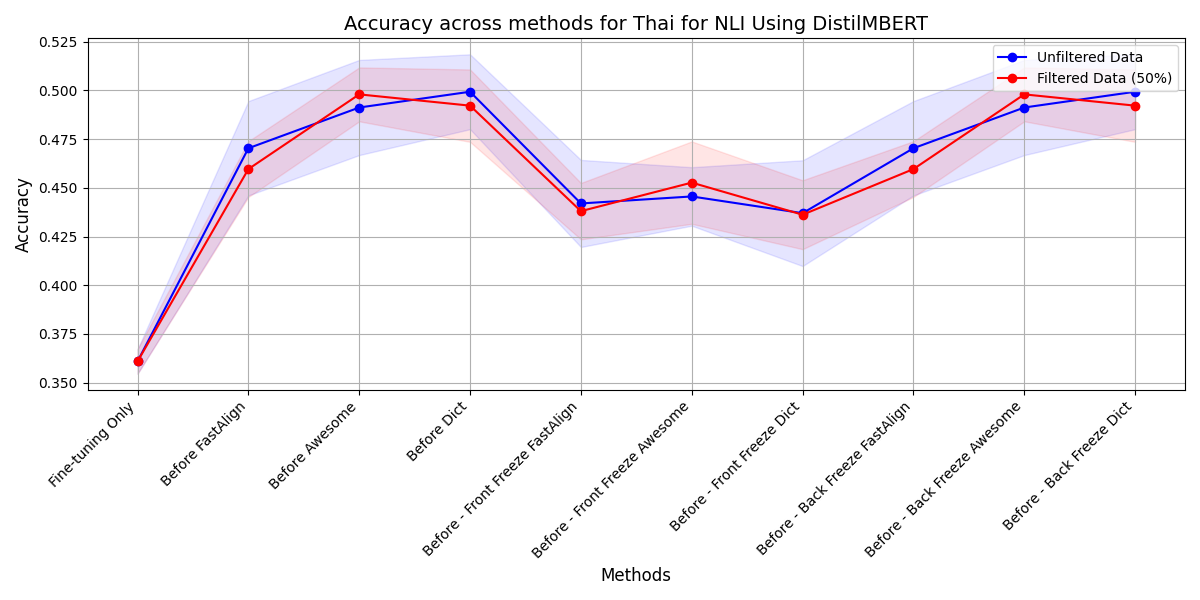 Accuracy across methods for Thai for NLI Using DistilMBERT
Unfiltered Data
Filtered Data (50%)
Accuracy
0.525
0.500
0.475
0.450
0.425
0.400
0.375
0.350
Fine-tuning Only
Before FastAlign
Before Awesome
Before Dict
Before - Front Freeze FastAlign
Before - Front Freeze Awesome
Before - Front Freeze Dict
Before - Back Freeze FastAlign
Before - Back Freeze Awesome
Before - Back Freeze Dict
Methods